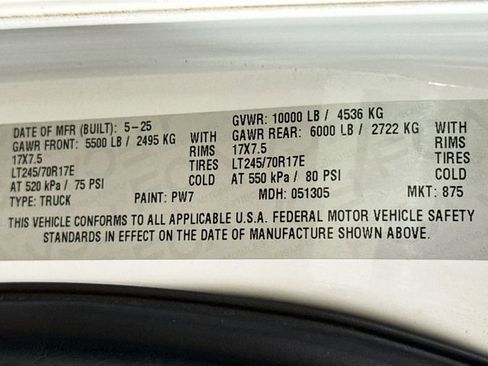 DATE OF MFR (BUILT): 5-25 GVWR: 10000 LB / 4536 KG
GAWR FRONT: 5500 LB / 2495 KG WITH GAWR REAR: 6000 LB / 2722 KG WITH
17X7.5 RIMS 17X7.5 RIMS
LT245/70R17E TIRES LT245/70R17E TIRES
AT 520 kPa / 75 PSI COLD AT 550 kPa / 80 PSI COLD
TYPE: TRUCK PAINT: PW7 MDH: 051305 MKT: 875
THIS VEHICLE CONFORMS TO ALL APPLICABLE U.S.A. FEDERAL MOTOR VEHICLE SAFETY
STANDARDS IN EFFECT ON THE DATE OF MANUFACTURE SHOWN ABOVE.